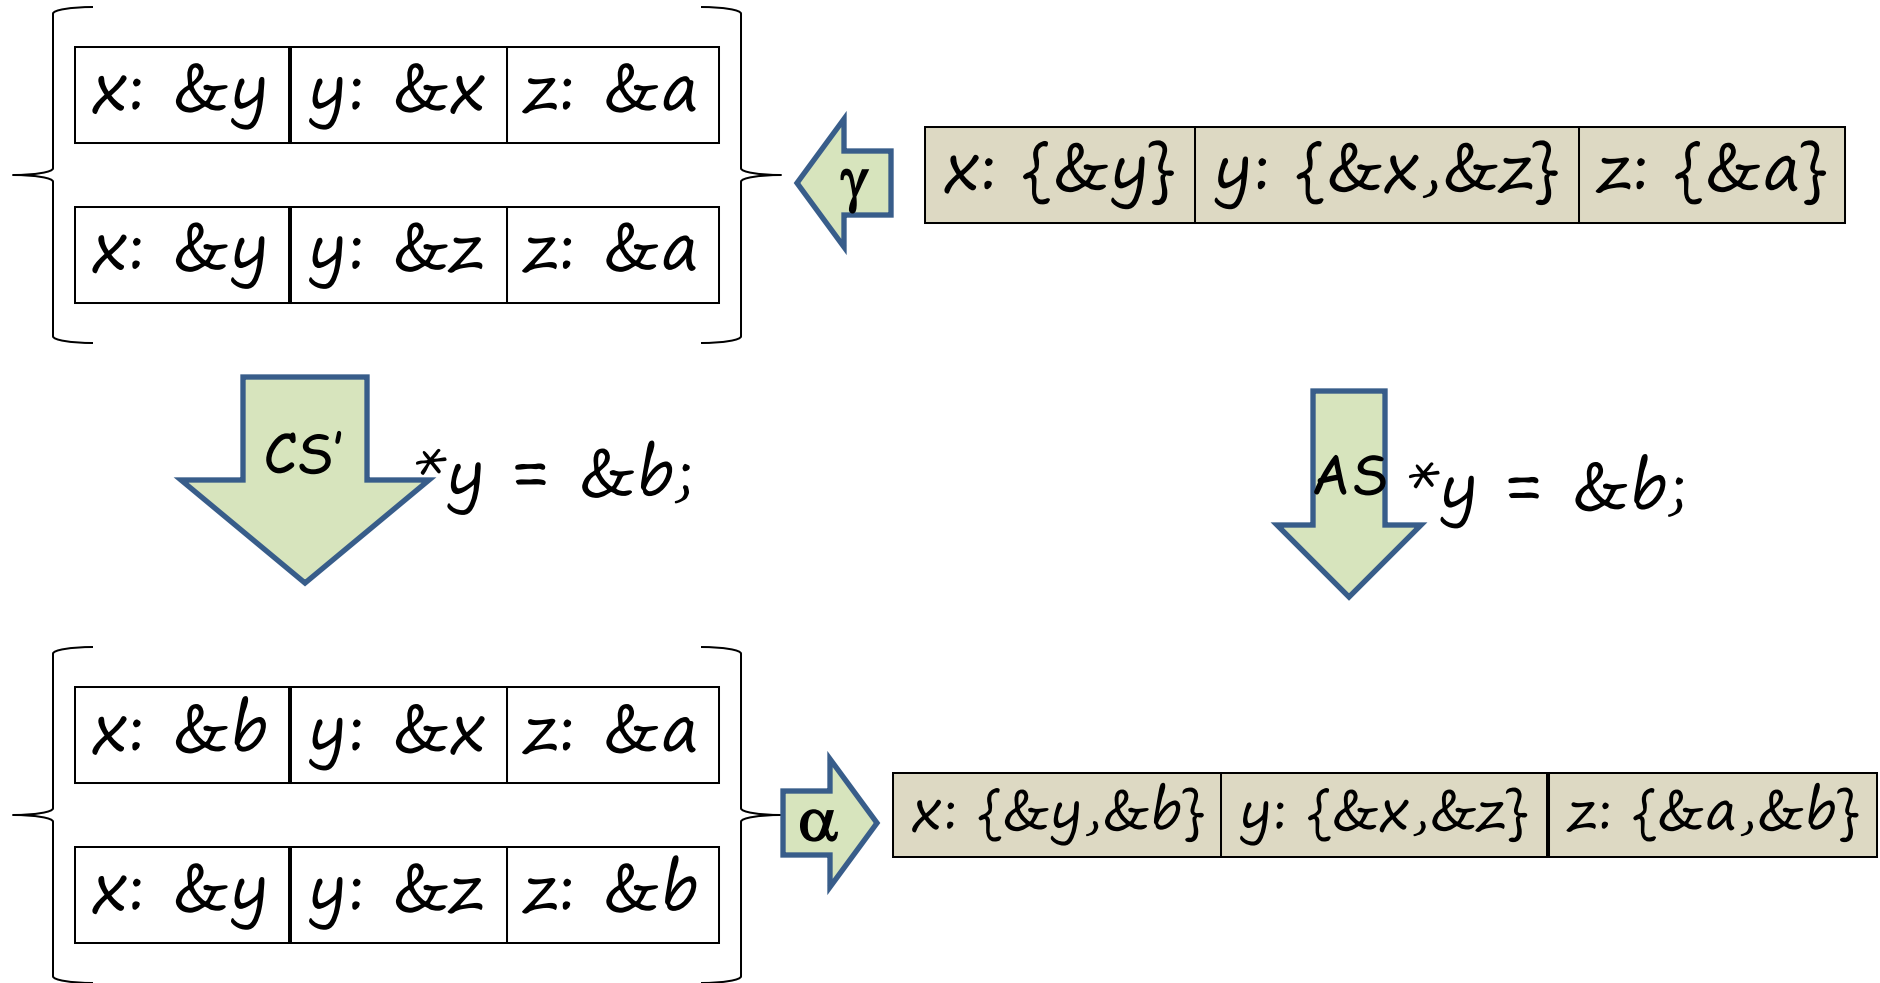 x: &y y: &x z: &a
x: &y y: &z z: &a
γ
x: {&y} y: {&x,&z} z: {&a}
CS' *y = &b;
AS *y = &b;
x: &b y: &x z: &a
x: &y y: &z z: &b
α
x: {&y,&b} y: {&x,&z} z: {&a,&b}